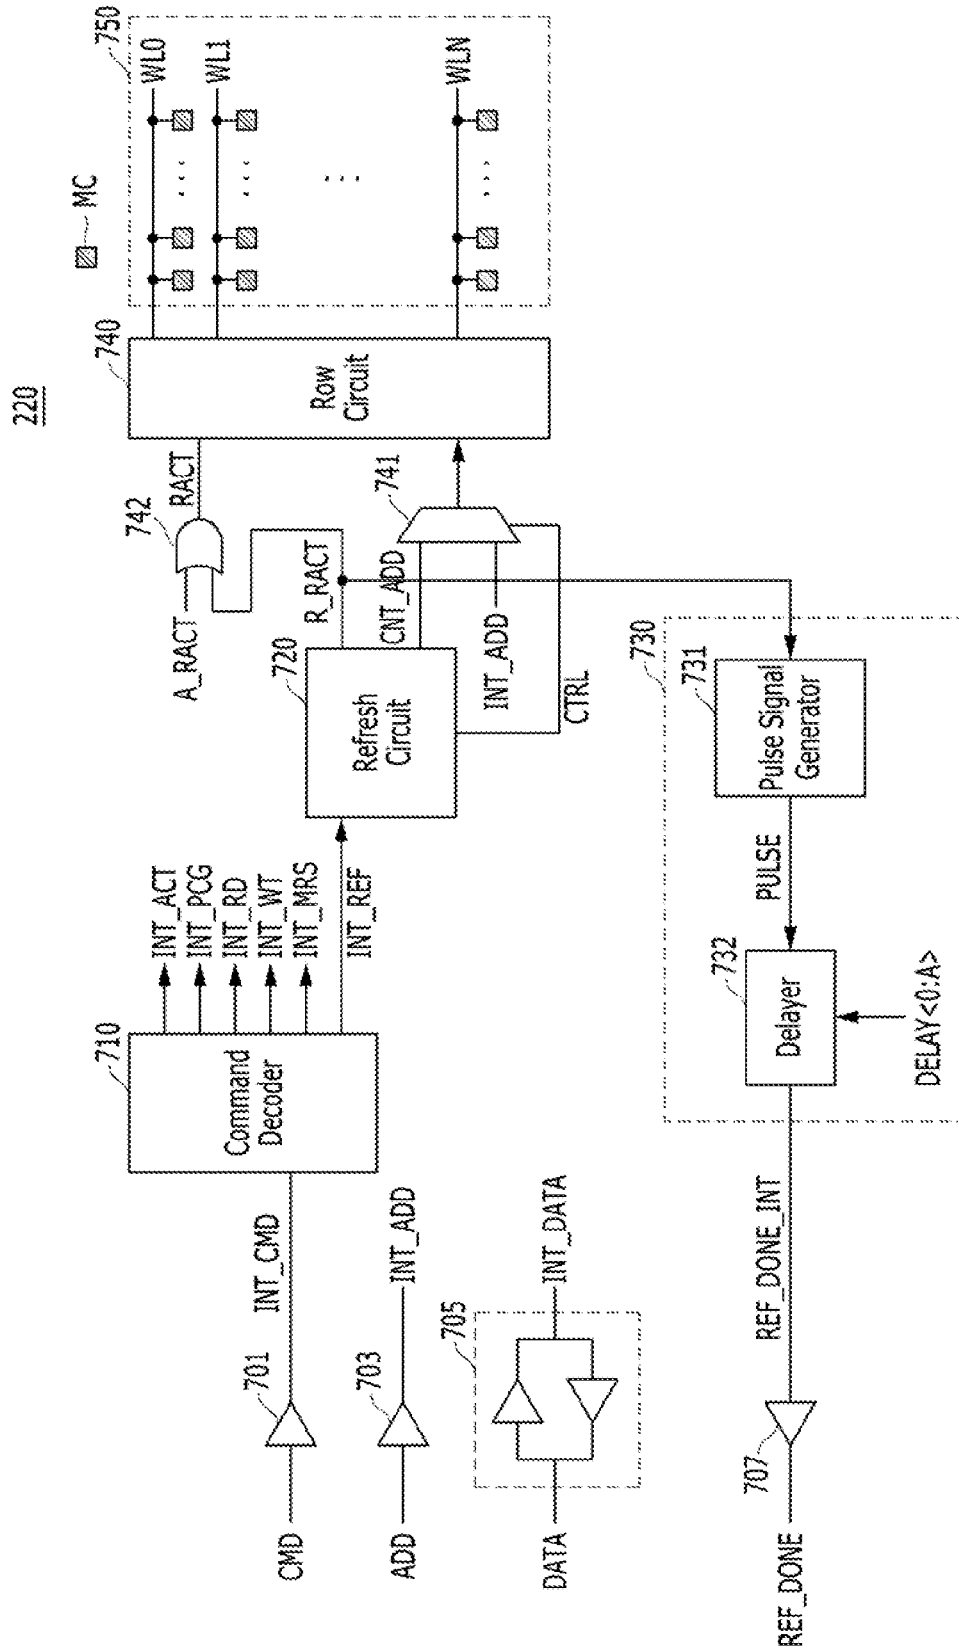 220
MC
750
WL0
WL1
WLN
740
Row
Circuit
742
RACT
A_RACT
741
R_RACT
CNT_ADD
INT_ADD
CTRL
720
Refresh
Circuit
INT_ACT
INT_PCG
INT_RD
INT_WT
INT_MRS
INT_REF
710
Command
Decoder
INT_CMD
701
CMD
INT_ADD
703
ADD
705
INT_DATA
DATA
730
731
Pulse Signal
Generator
PULSE
732
Delayer
DELAY<0:A>
REF_DONE_INT
707
REF_DONE